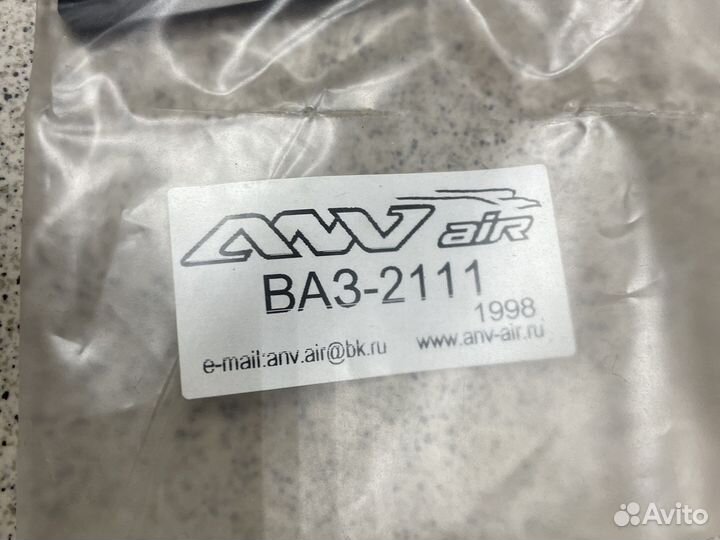 ANV air
ВАЗ-2111
1998
e-mail:anv.air@bk.ru www.anv-air.ru
Avito